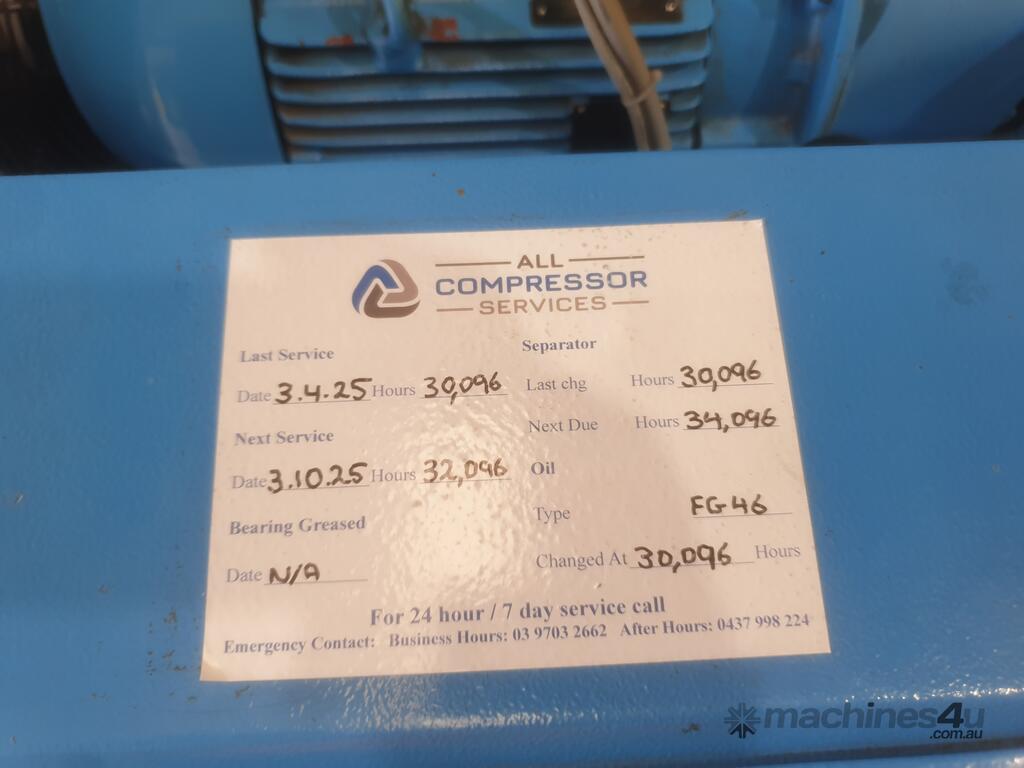 ALL
COMPRESSOR
SERVICES
Last Service
Date 3.4.25 Hours 30,096
Next Service
Date 3.10.25 Hours 32,096
Bearing Greased
Date N/A
Separator
Last chg Hours 30,096
Next Due Hours 34,096
Oil
Type FG46
Changed At 30,096 Hours
For 24 hour / 7 day service call
Emergency Contact: Business Hours: 03 9703 2662 After Hours: 0437 998 224
machines4u
.com.au